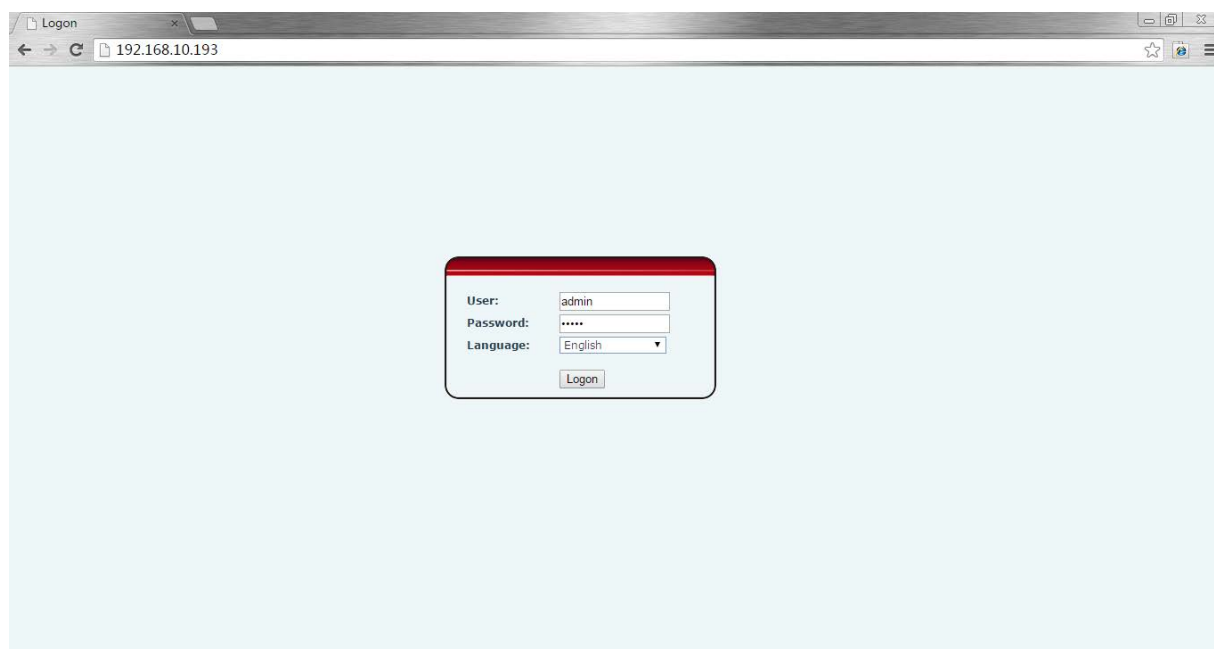 Logon
192.168.10.193
User: admin
Password: •••••
Language: English
Logon